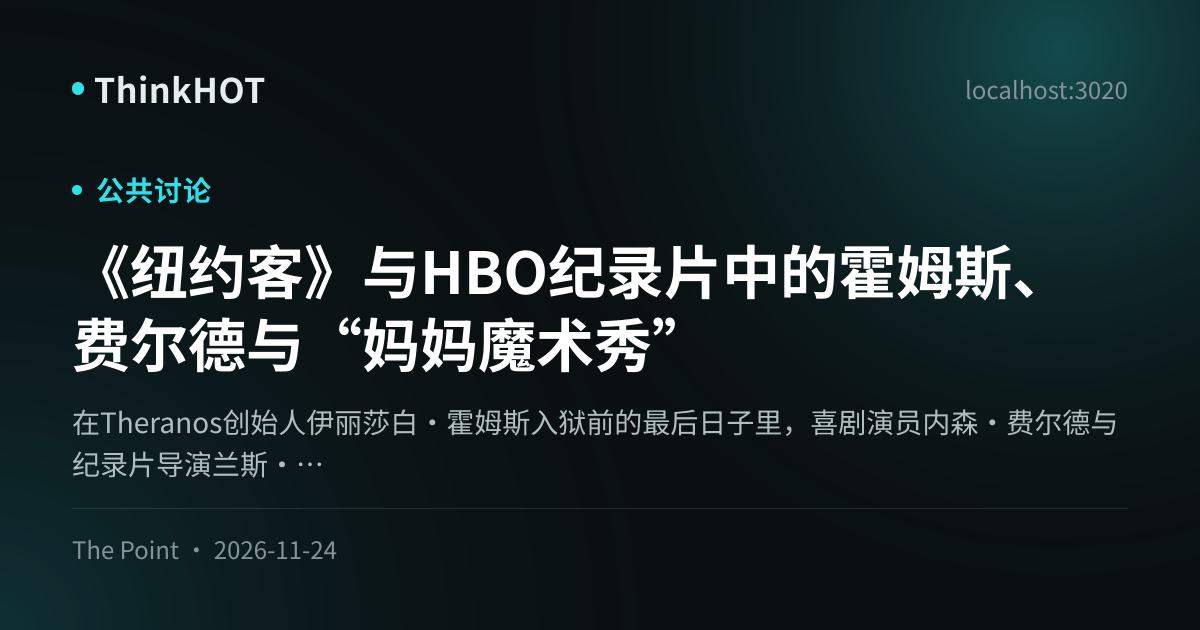 ThinkHOT
localhost:3020
公共讨论
《纽约客》与HBO纪录片中的霍姆斯、
费尔德与“妈妈魔术秀”
在Theranos创始人伊丽莎白·霍姆斯入狱前的最后日子里，喜剧演员内森·费尔德与
纪录片导演兰斯·…
The Point · 2026-11-24